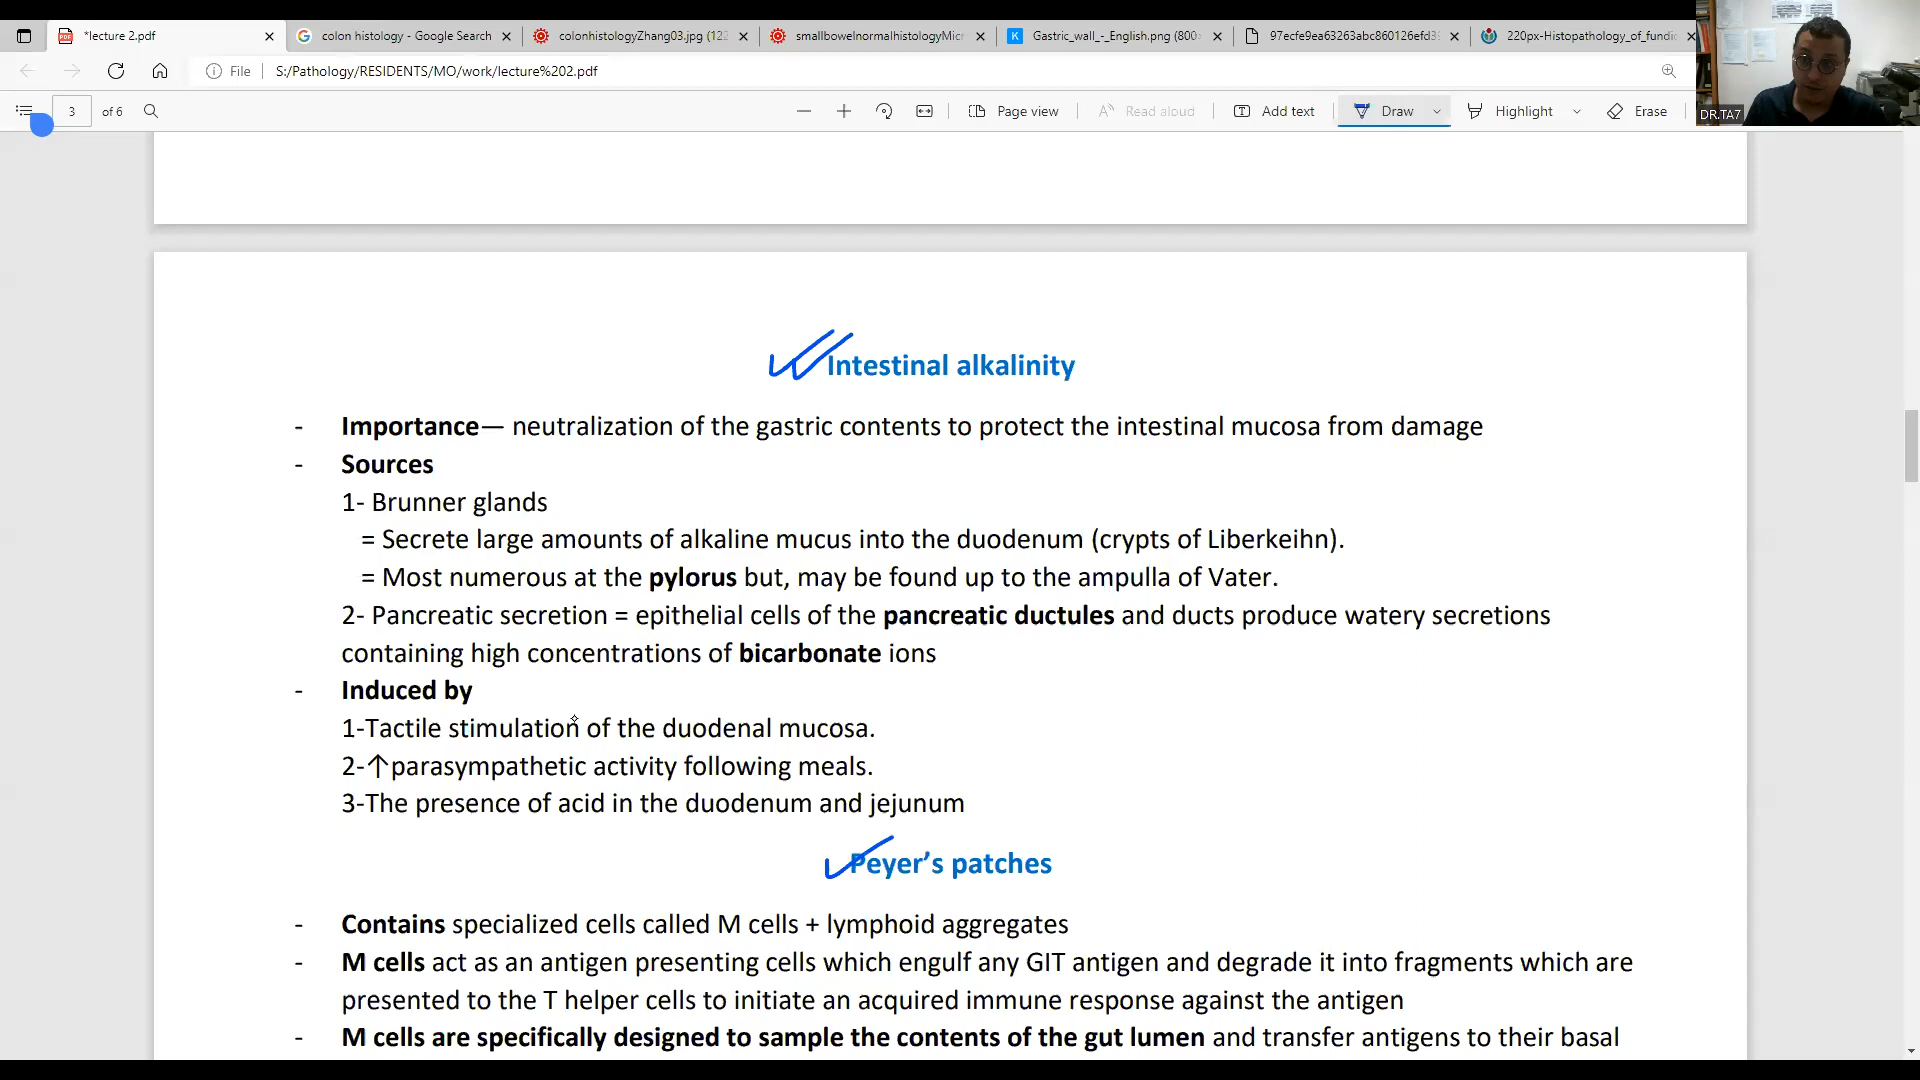 *lecture 2.pdf
colon histology - Google Search
colonhistologyZhang03.jpg (122
smallbowelnormalhistologyMicr
Gastric_wall_-_English.png (800×
97ecfe9ea63263abc860126efd3
220px-Histopathology_of_fundic
File
S:/Pathology/RESIDENTS/MO/work/lecture%202.pdf
3 of 6
Page view
Read aloud
Add text
Draw
Highlight
Erase
DR.TA7
Intestinal alkalinity
- Importance— neutralization of the gastric contents to protect the intestinal mucosa from damage
- Sources
1- Brunner glands
= Secrete large amounts of alkaline mucus into the duodenum (crypts of Liberkeihn).
= Most numerous at the pylorus but, may be found up to the ampulla of Vater.
2- Pancreatic secretion = epithelial cells of the pancreatic ductules and ducts produce watery secretions
containing high concentrations of bicarbonate ions
- Induced by
1-Tactile stimulation of the duodenal mucosa.
2-↑parasympathetic activity following meals.
3-The presence of acid in the duodenum and jejunum
Peyer's patches
- Contains specialized cells called M cells + lymphoid aggregates
- M cells act as an antigen presenting cells which engulf any GIT antigen and degrade it into fragments which are
presented to the T helper cells to initiate an acquired immune response against the antigen
- M cells are specifically designed to sample the contents of the gut lumen and transfer antigens to their basal